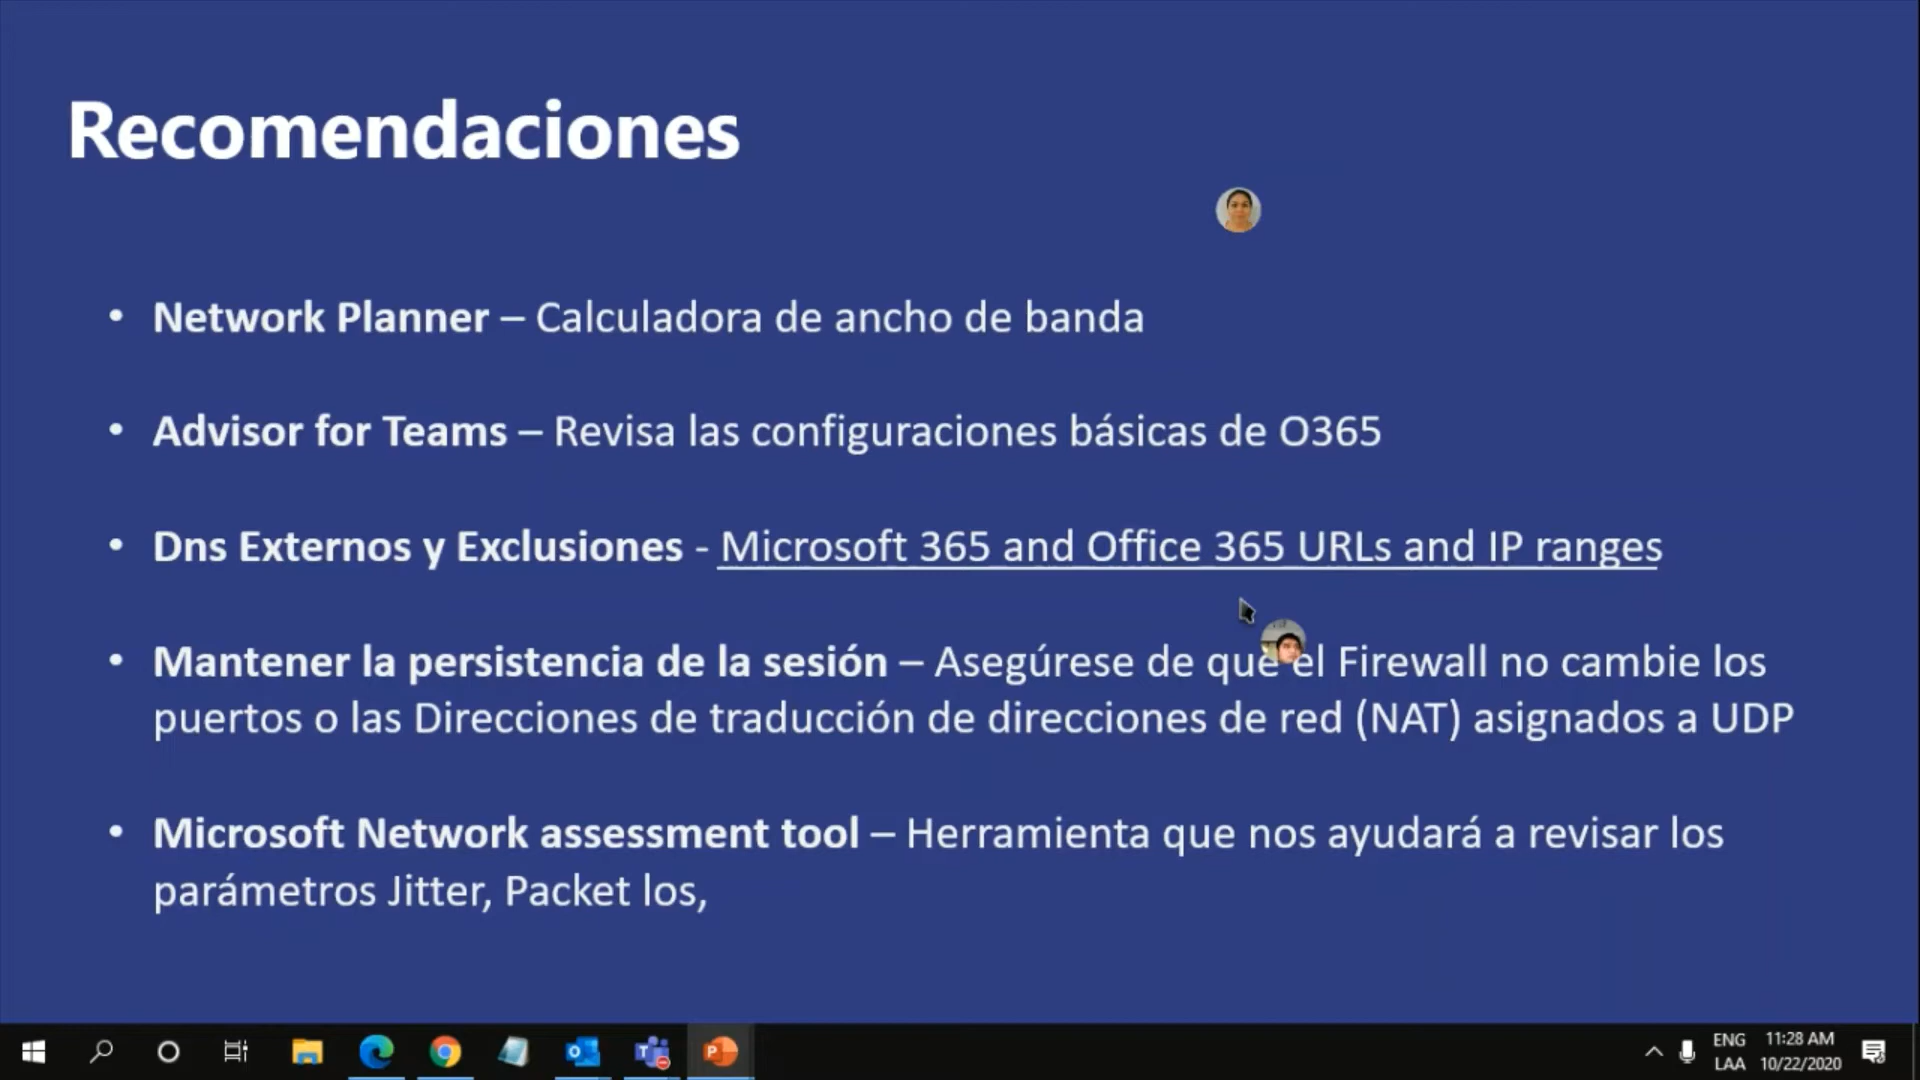 Recomendaciones
• Network Planner – Calculadora de ancho de banda
• Advisor for Teams – Revisa las configuraciones básicas de O365
• Dns Externos y Exclusiones - Microsoft 365 and Office 365 URLs and IP ranges
• Mantener la persistencia de la sesión – Asegúrese de que el Firewall no cambie los
puertos o las Direcciones de traducción de direcciones de red (NAT) asignados a UDP
• Microsoft Network assessment tool – Herramienta que nos ayudará a revisar los
parámetros Jitter, Packet los,
ENG 11:28 AM
LAA 10/22/2020